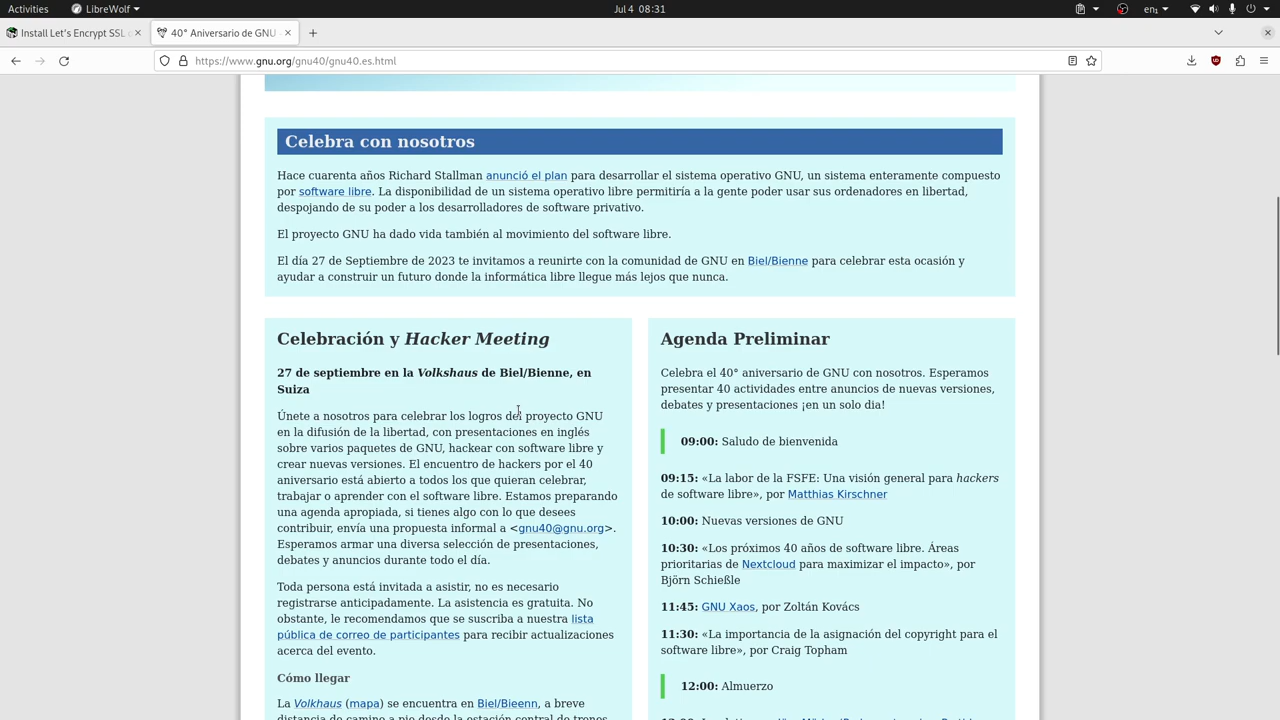 Activities
LibreWolf
Jul 4 08:31
en₁
Install Let's Encrypt SSL c
40° Aniversario de GNU
https://www.gnu.org/gnu40/gnu40.es.html
Celebra con nosotros
Hace cuarenta años Richard Stallman anunció el plan para desarrollar el sistema operativo GNU, un sistema enteramente compuesto
por software libre. La disponibilidad de un sistema operativo libre permitiría a la gente poder usar sus ordenadores en libertad,
despojando de su poder a los desarrolladores de software privativo.
El proyecto GNU ha dado vida también al movimiento del software libre.
El día 27 de Septiembre de 2023 te invitamos a reunirte con la comunidad de GNU en Biel/Bienne para celebrar esta ocasión y
ayudar a construir un futuro donde la informática libre llegue más lejos que nunca.
Celebración y Hacker Meeting
27 de septiembre en la Volkshaus de Biel/Bienne, en
Suiza
Únete a nosotros para celebrar los logros del proyecto GNU
en la difusión de la libertad, con presentaciones en inglés
sobre varios paquetes de GNU, hackear con software libre y
crear nuevas versiones. El encuentro de hackers por el 40
aniversario está abierto a todos los que quieran celebrar,
trabajar o aprender con el software libre. Estamos preparando
una agenda apropiada, si tienes algo con lo que desees
contribuir, envía una propuesta informal a <gnu40@gnu.org>.
Esperamos armar una diversa selección de presentaciones,
debates y anuncios durante todo el día.
Toda persona está invitada a asistir, no es necesario
registrarse anticipadamente. La asistencia es gratuita. No
obstante, le recomendamos que se suscriba a nuestra lista
pública de correo de participantes para recibir actualizaciones
acerca del evento.
Cómo llegar
La Volkhaus (mapa) se encuentra en Biel/Bieenn, a breve
distancia de camino a pie desde la estación central de trenes
Agenda Preliminar
Celebra el 40° aniversario de GNU con nosotros. Esperamos
presentar 40 actividades entre anuncios de nuevas versiones,
debates y presentaciones ¡en un solo dia!
09:00: Saludo de bienvenida
09:15: «La labor de la FSFE: Una visión general para hackers
de software libre», por Matthias Kirschner
10:00: Nuevas versiones de GNU
10:30: «Los próximos 40 años de software libre. Áreas
prioritarias de Nextcloud para maximizar el impacto», por
Björn Schießle
11:45: GNU Xaos, por Zoltán Kovács
11:30: «La importancia de la asignación del copyright para el
software libre», por Craig Topham
12:00: Almuerzo